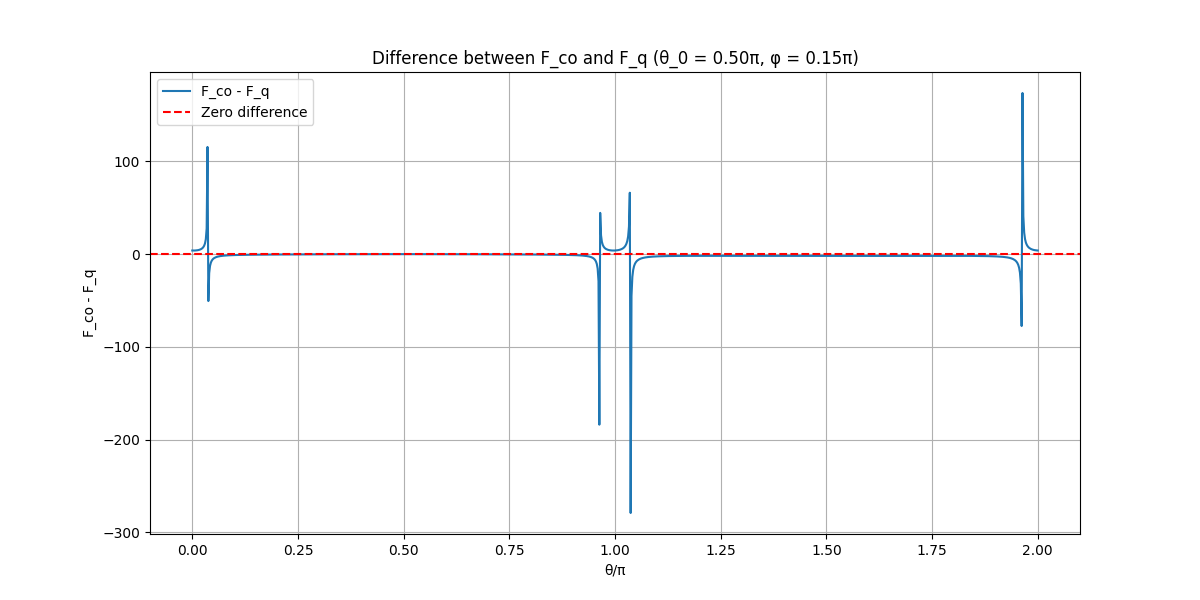 Difference between F_co and F_q (θ_0 = 0.50π, φ = 0.15π)
F_co - F_q
Zero difference
F_co - F_q
100
0
−100
−200
−300
0.00 0.25 0.50 0.75 1.00 1.25 1.50 1.75 2.00
θ/π